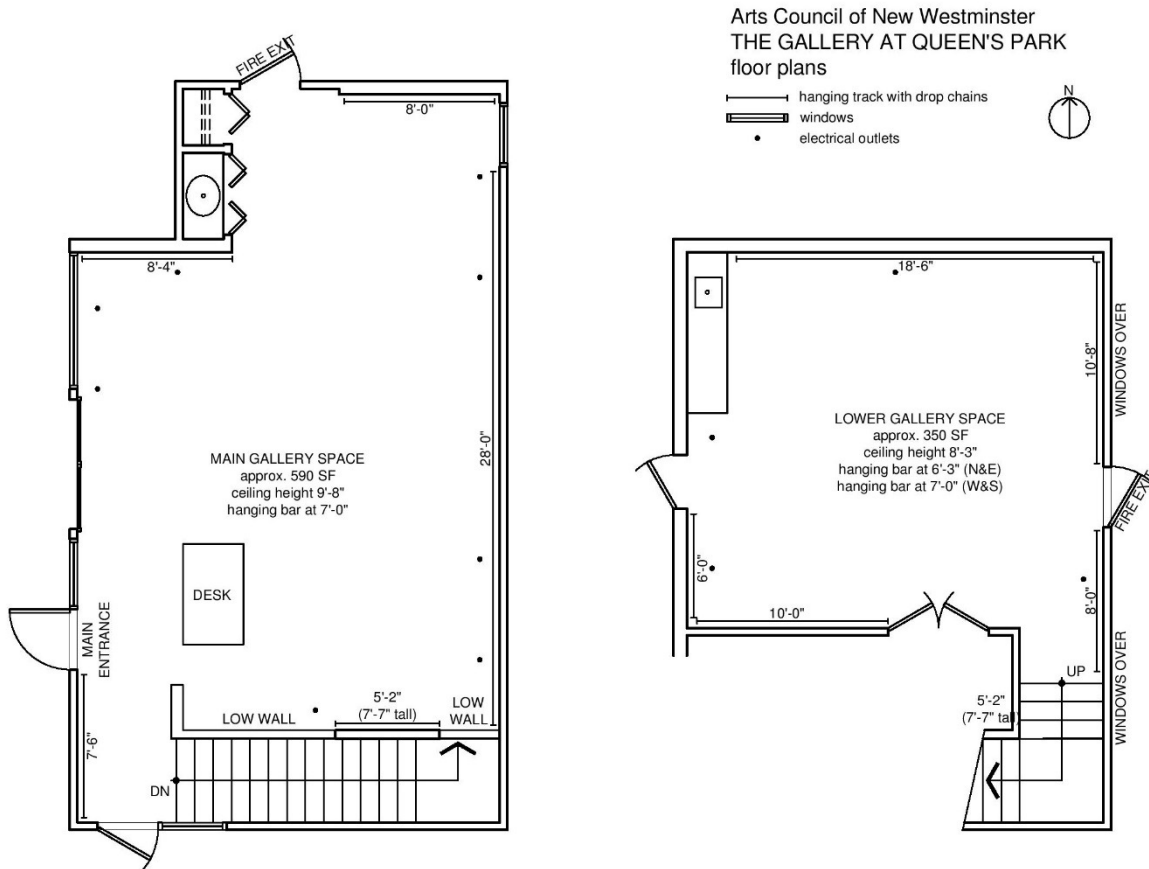 Arts Council of New Westminster
THE GALLERY AT QUEEN'S PARK
floor plans
hanging track with drop chains
windows
electrical outlets
N
FIRE EXIT
8'-0"
8'-4"
28'-0"
MAIN GALLERY SPACE
approx. 590 SF
ceiling height 9'-8"
hanging bar at 7'-0"
DESK
MAIN
ENTRANCE
7'-6"
LOW WALL
5'-2"
(7'-7" tall)
LOW
WALL
DN
18'-6"
10'-8"
WINDOWS OVER
LOWER GALLERY SPACE
approx. 350 SF
ceiling height 8'-3"
hanging bar at 6'-3" (N&E)
hanging bar at 7'-0" (W&S)
FIRE EXIT
6'-0"
10'-0"
8'-0"
WINDOWS OVER
UP
5'-2"
(7'-7" tall)